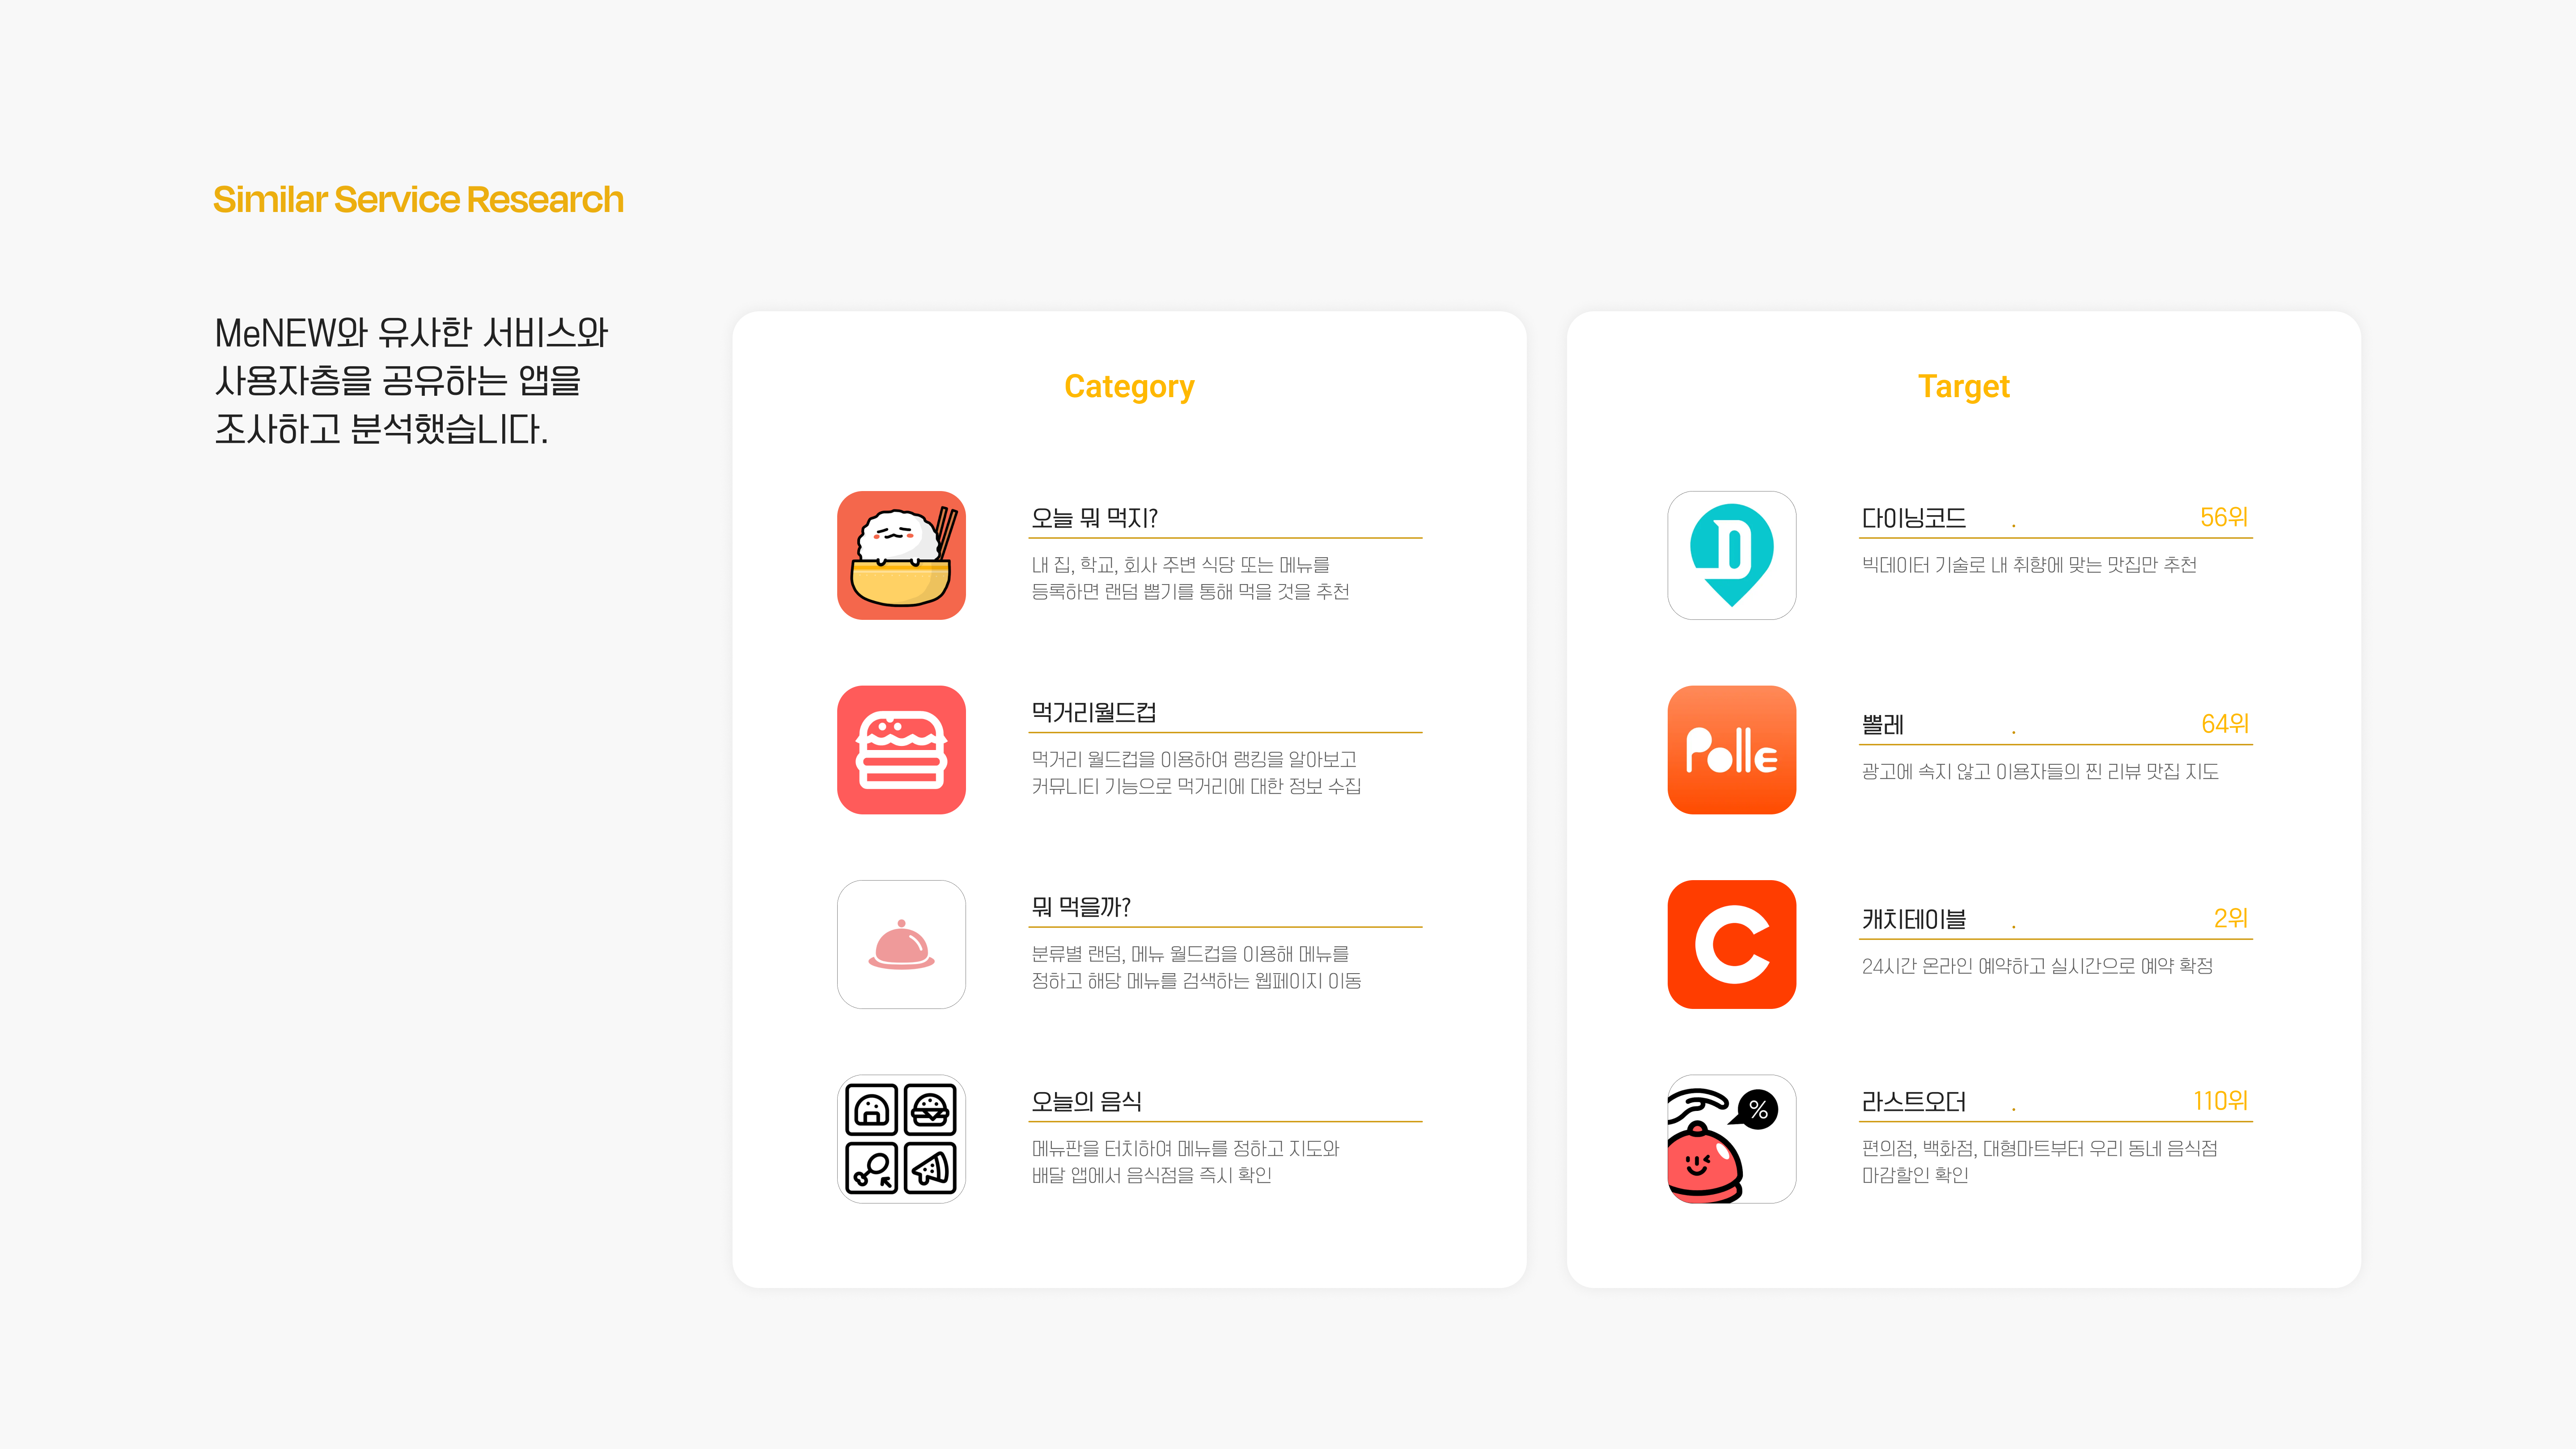 Similar Service Research
MeNEW와 유사한 서비스와
사용자층을 공유하는 앱을
조사하고 분석했습니다.
Category
오늘 뭐 먹지?
내 집, 학교, 회사 주변 식당 또는 메뉴를
등록하면 랜덤 뽑기를 통해 먹을 것을 추천
먹거리월드컵
먹거리 월드컵을 이용하여 랭킹을 알아보고
커뮤니티 기능으로 먹거리에 대한 정보 수집
뭐 먹을까?
분류별 랜덤, 메뉴 월드컵을 이용해 메뉴를
정하고 해당 메뉴를 검색하는 웹페이지 이동
오늘의 음식
메뉴판을 터치하여 메뉴를 정하고 지도와
배달 앱에서 음식점을 즉시 확인
Target
D
다이닝코드 . 56위
빅데이터 기술로 내 취향에 맞는 맛집만 추천
Polle
뽈레 . 64위
광고에 속지 않고 이용자들의 찐 리뷰 맛집 지도
C
캐치테이블 . 2위
24시간 온라인 예약하고 실시간으로 예약 확정
%
라스트오더 . 110위
편의점, 백화점, 대형마트부터 우리 동네 음식점
마감할인 확인